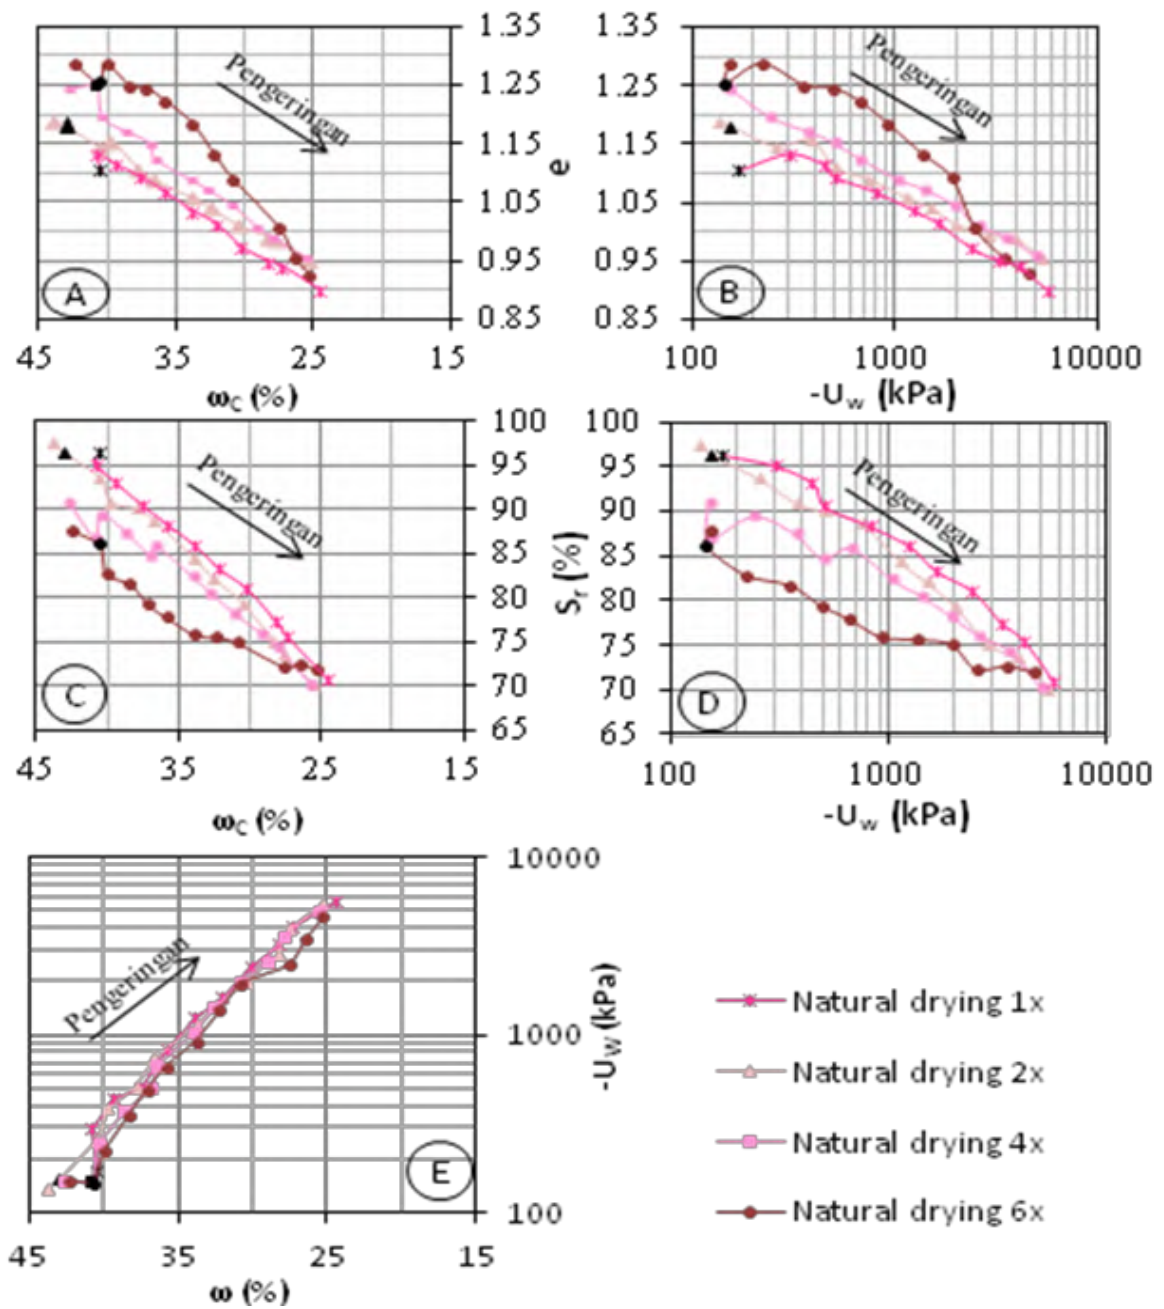 1.35
1.25
1.15
1.05
0.95
0.85
e
Pengeringan
A
45
35
25
15
ωC (%)
1.35
1.25
1.15
1.05
0.95
0.85
Pengeringan
B
100
1000
10000
-Uw (kPa)
100
95
90
85
80
75
70
65
Sr (%)
Pengeringan
C
45
35
25
15
ωC (%)
100
95
90
85
80
75
70
65
Pengeringan
D
100
1000
10000
-Uw (kPa)
10000
1000
100
-Uw (kPa)
Pengeringan
E
45
35
25
15
ω (%)
Natural drying 1x
Natural drying 2x
Natural drying 4x
Natural drying 6x